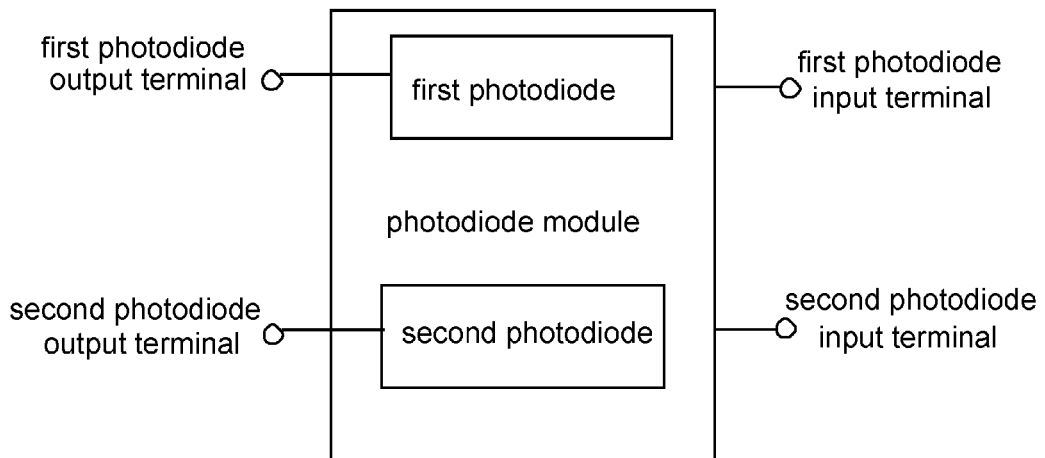 first photodiode
output terminal
first photodiode
first photodiode
input terminal
photodiode module
second photodiode
output terminal
second photodiode
second photodiode
input terminal